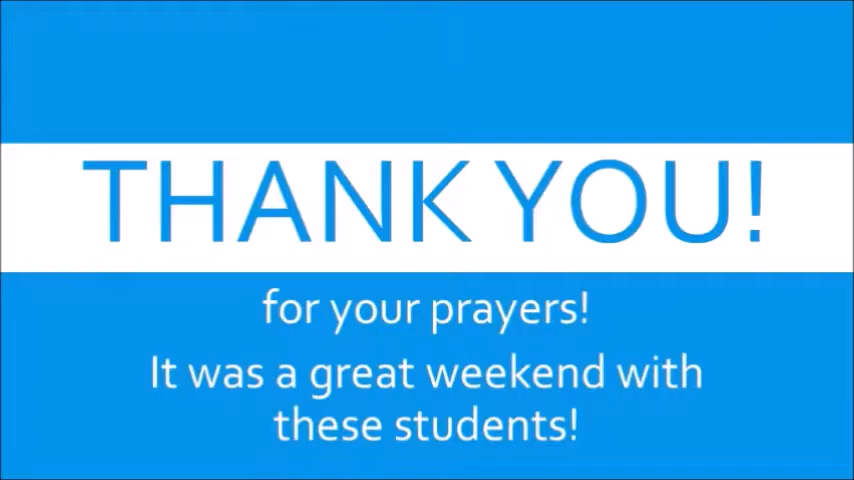 THANK YOU!
for your prayers!
It was a great weekend with
these students!